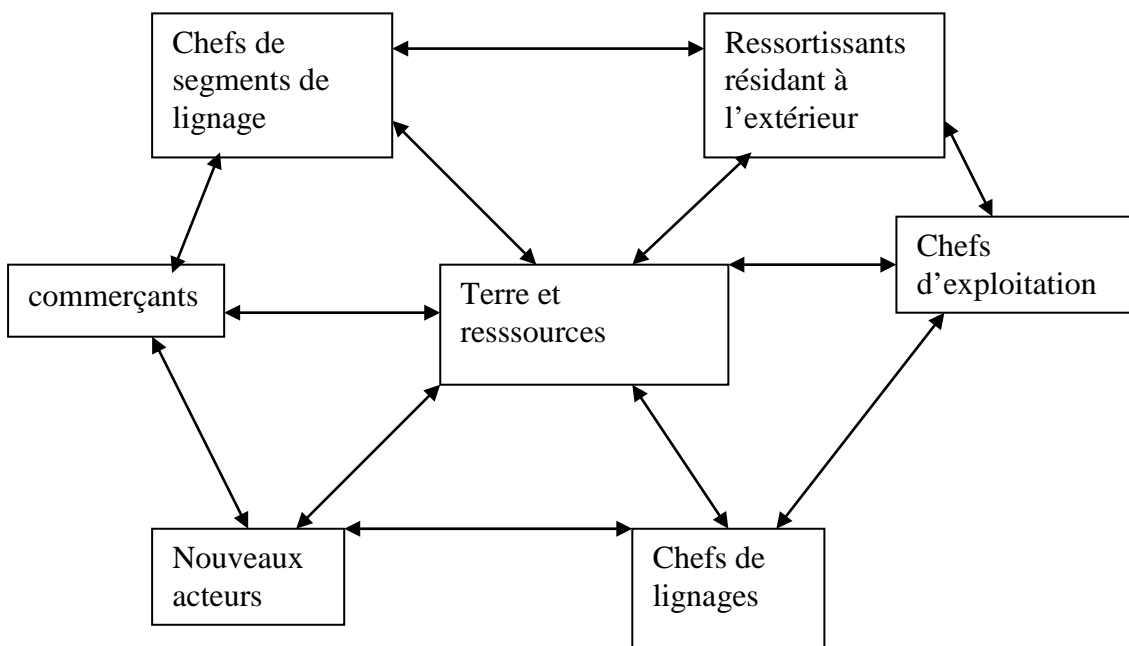 Chefs de
segments de
lignage
Ressortissants
résidant à
l'extérieur
Chefs
d'exploitation
commerçants
Terre et
resssources
Nouveaux
acteurs
Chefs de
lignages